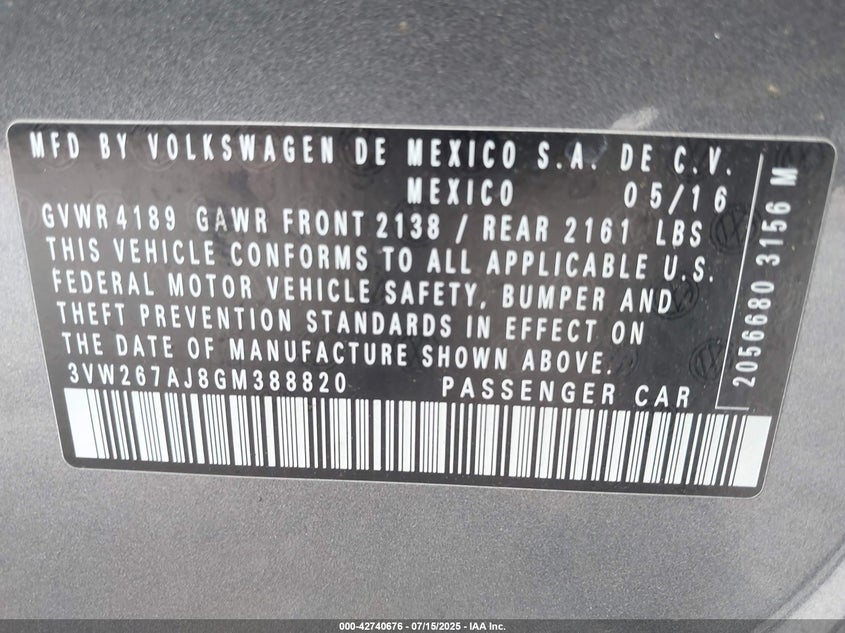 MFD BY VOLKSWAGEN DE MEXICO S.A. DE C.V.
MEXICO 05/16
GVWR 4189 GAWR FRONT 2138 / REAR 2161 LBS
THIS VEHICLE CONFORMS TO ALL APPLICABLE U.S.
FEDERAL MOTOR VEHICLE SAFETY, BUMPER AND
THEFT PREVENTION STANDARDS IN EFFECT ON
THE DATE OF MANUFACTURE SHOWN ABOVE.
3VW267AJ8GM388820 PASSENGER CAR
2056680 3156 M
000-42740676 - 07/15/2025 - IAA Inc.